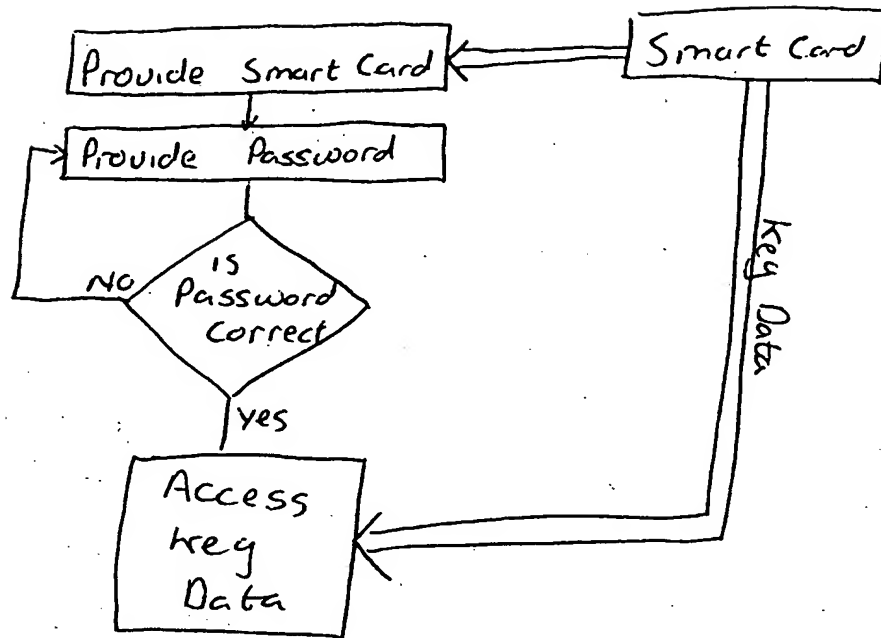 Provide Smart Card
Smart Card
Provide Password
No
is
Password
Correct
Yes
Key Data
Access
Key
Data